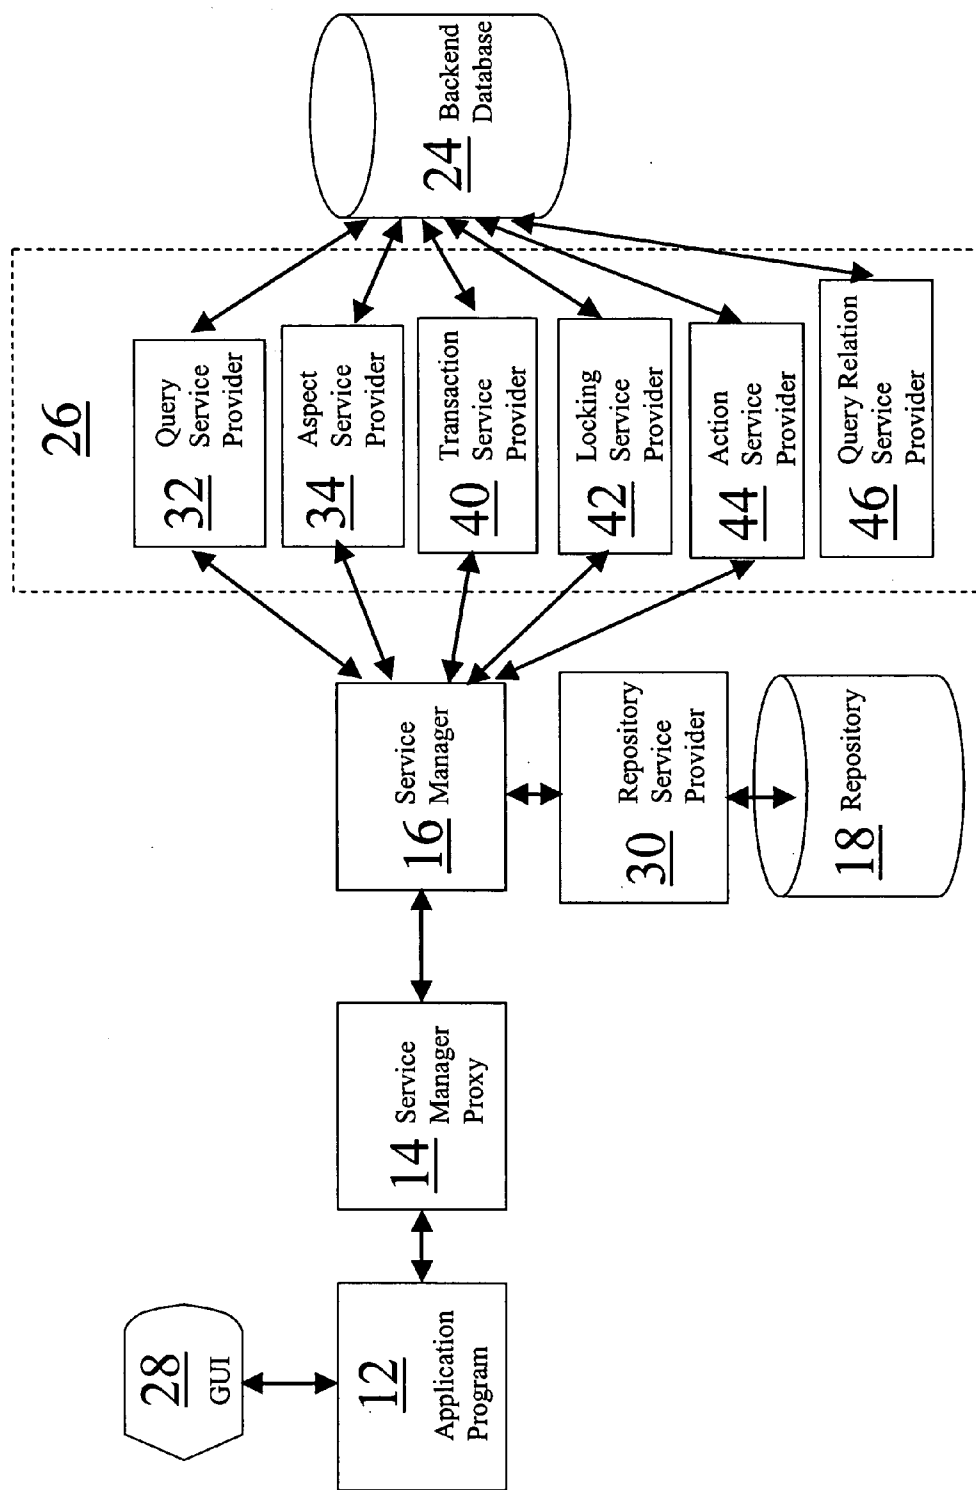 26
32 Query
Service
Provider
34 Aspect
Service
Provider
40 Transaction
Service
Provider
42 Locking
Service
Provider
44 Action
Service
Provider
46 Query Relation
Service
Provider
24 Backend
Database
28
GUI
12
Application
Program
14 Service
Manager
Proxy
16 Service
Manager
30 Repository
Service
Provider
18 Repository